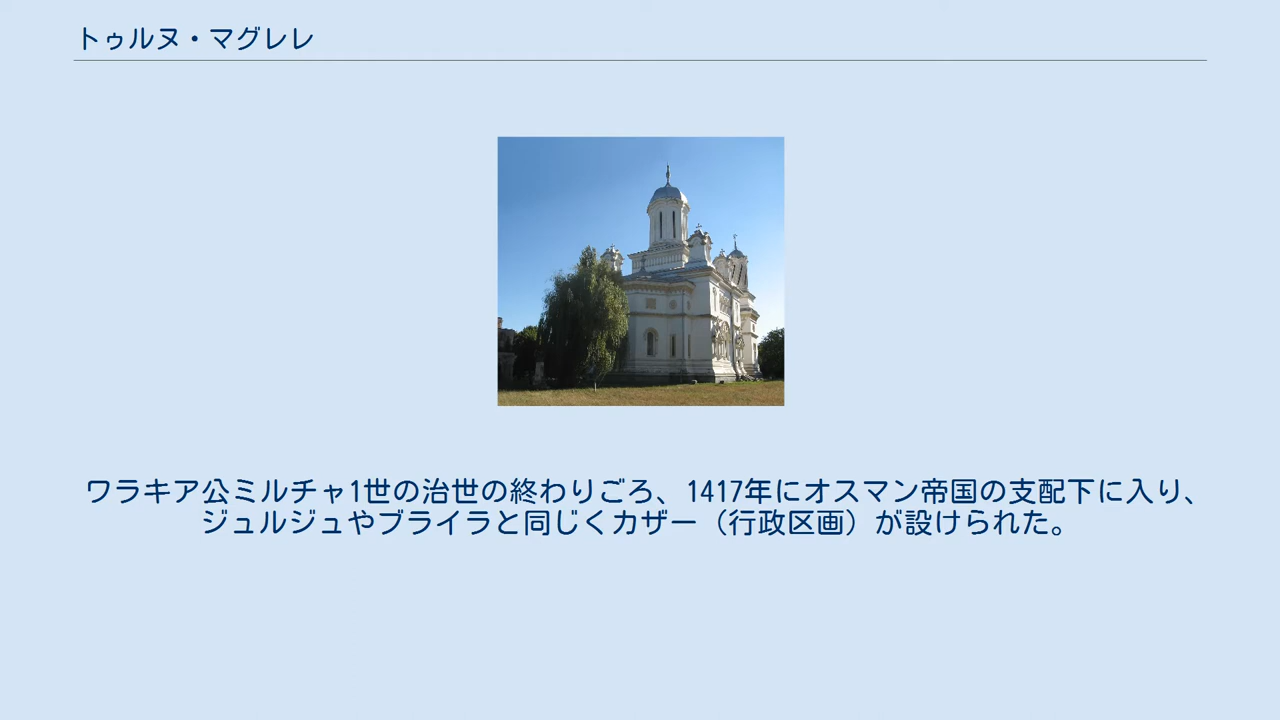 トゥルヌ・マグレレ
ワラキア公ミルチャ1世の治世の終わりごろ、1417年にオスマン帝国の支配下に入り、
ジュルジュやブライラと同じくカザー（行政区画）が設けられた。